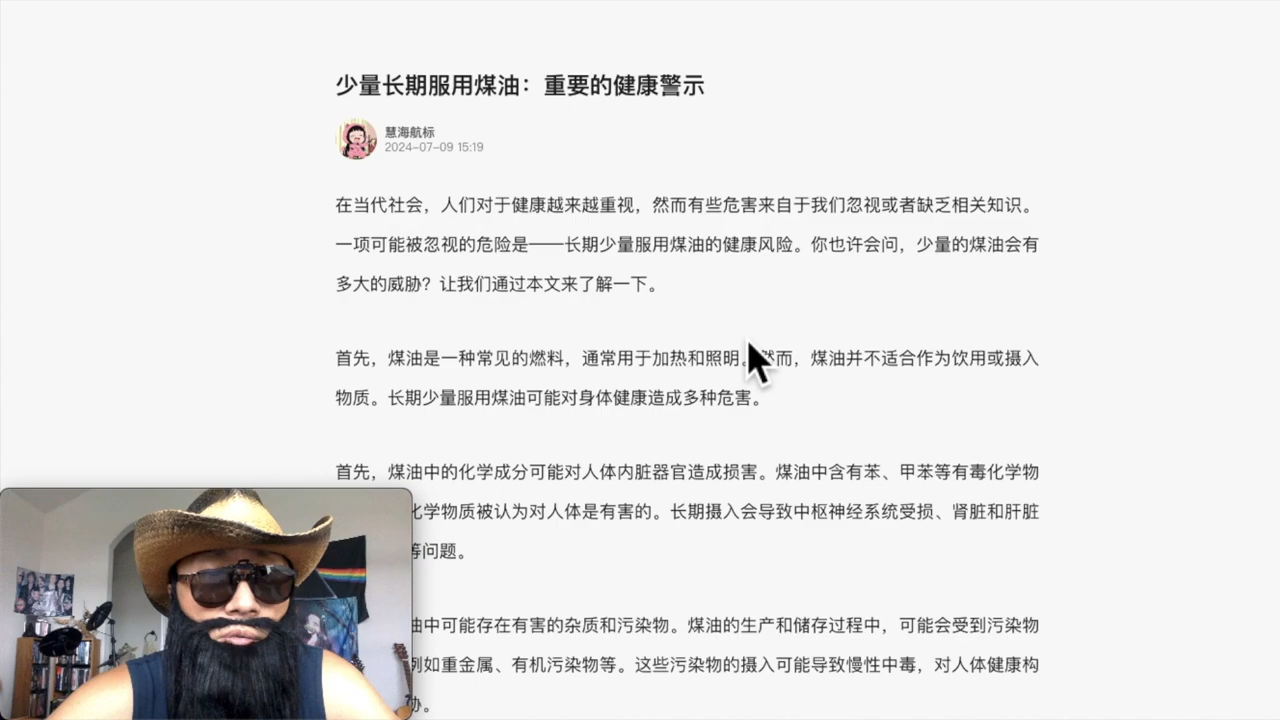 少量长期服用煤油：重要的健康警示
慧海航标
2024-07-09 15:19
在当代社会，人们对于健康越来越重视，然而有些危害来自于我们忽视或者缺乏相关知识。
一项可能被忽视的危险是——长期少量服用煤油的健康风险。你也许会问，少量的煤油会有
多大的威胁？让我们通过本文来了解一下。
首先，煤油是一种常见的燃料，通常用于加热和照明。然而，煤油并不适合作为饮用或摄入
物质。长期少量服用煤油可能对身体健康造成多种危害。
首先，煤油中的化学成分可能对人体内脏器官造成损害。煤油中含有苯、甲苯等有毒化学物
化学物质被认为对人体是有害的。长期摄入会导致中枢神经系统受损、肾脏和肝脏
等问题。
油中可能存在有害的杂质和污染物。煤油的生产和储存过程中，可能会受到污染物
例如重金属、有机污染物等。这些污染物的摄入可能导致慢性中毒，对人体健康构
胁。